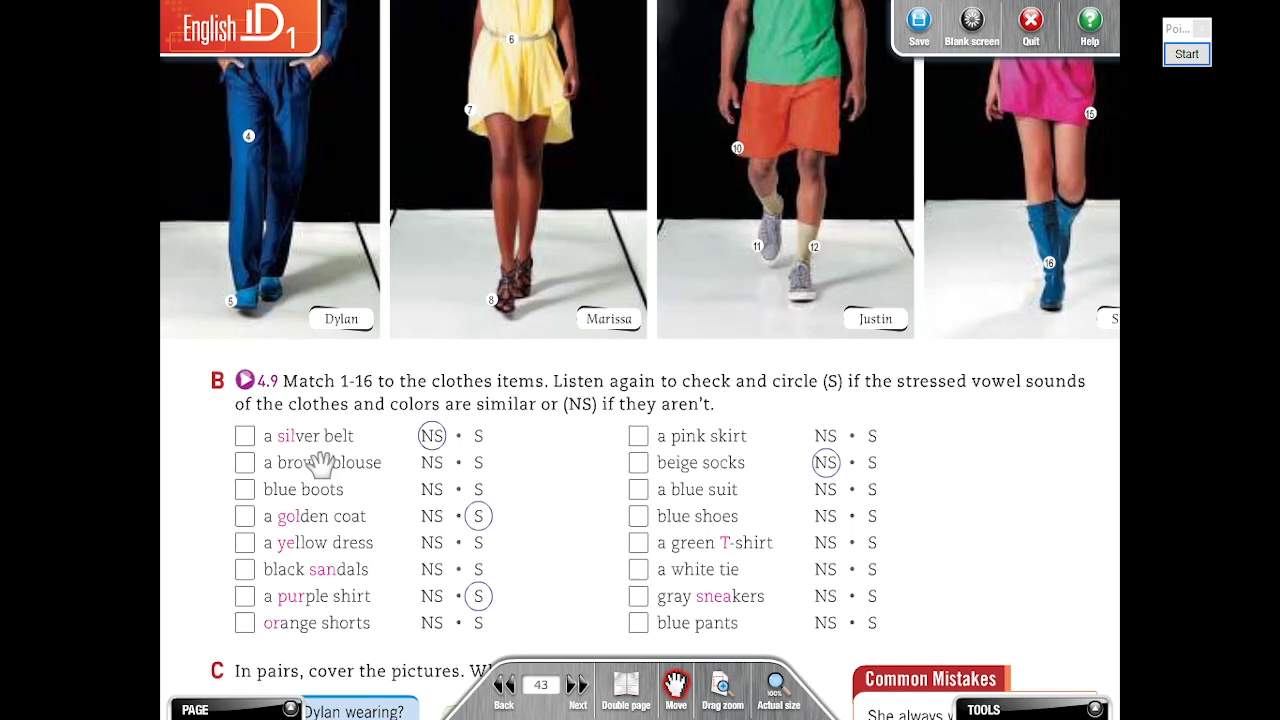 English ID 1
Save
Blank screen
Quit
Help
Poi...
Start
4
5
6
7
8
10
11
12
15
16
Dylan
Marissa
Justin
S
B 4.9 Match 1-16 to the clothes items. Listen again to check and circle (S) if the stressed vowel sounds
of the clothes and colors are similar or (NS) if they aren't.
a silver belt NS • S
a brown blouse NS • S
blue boots NS • S
a golden coat NS • S
a yellow dress NS • S
black sandals NS • S
a purple shirt NS • S
orange shorts NS • S
a pink skirt NS • S
beige socks NS • S
a blue suit NS • S
blue shoes NS • S
a green T-shirt NS • S
a white tie NS • S
gray sneakers NS • S
blue pants NS • S
C In pairs, cover the pictures.
Dylan wearing?
Common Mistakes
She always
PAGE
Back
43
Next
Double page
Move
Drag zoom
100%
Actual size
TOOLS